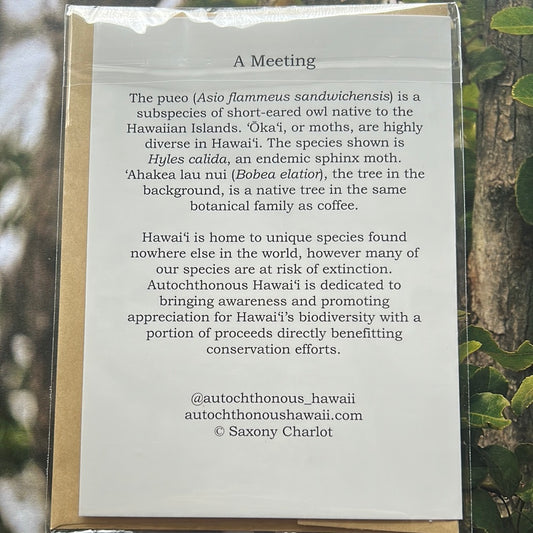 A Meeting
The pueo (Asio flammeus sandwichensis) is a
subspecies of short-eared owl native to the
Hawaiian Islands. ʻŌkaʻi, or moths, are highly
diverse in Hawaiʻi. The species shown is
Hyles calida, an endemic sphinx moth.
ʻAhakea lau nui (Bobea elatior), the tree in the
background, is a native tree in the same
botanical family as coffee.
Hawaiʻi is home to unique species found
nowhere else in the world, however many of
our species are at risk of extinction.
Autochthonous Hawaiʻi is dedicated to
bringing awareness and promoting
appreciation for Hawaiʻi’s biodiversity with a
portion of proceeds directly benefitting
conservation efforts.
@autochthonous_hawaii
autochthonoushawaii.com
© Saxony Charlot